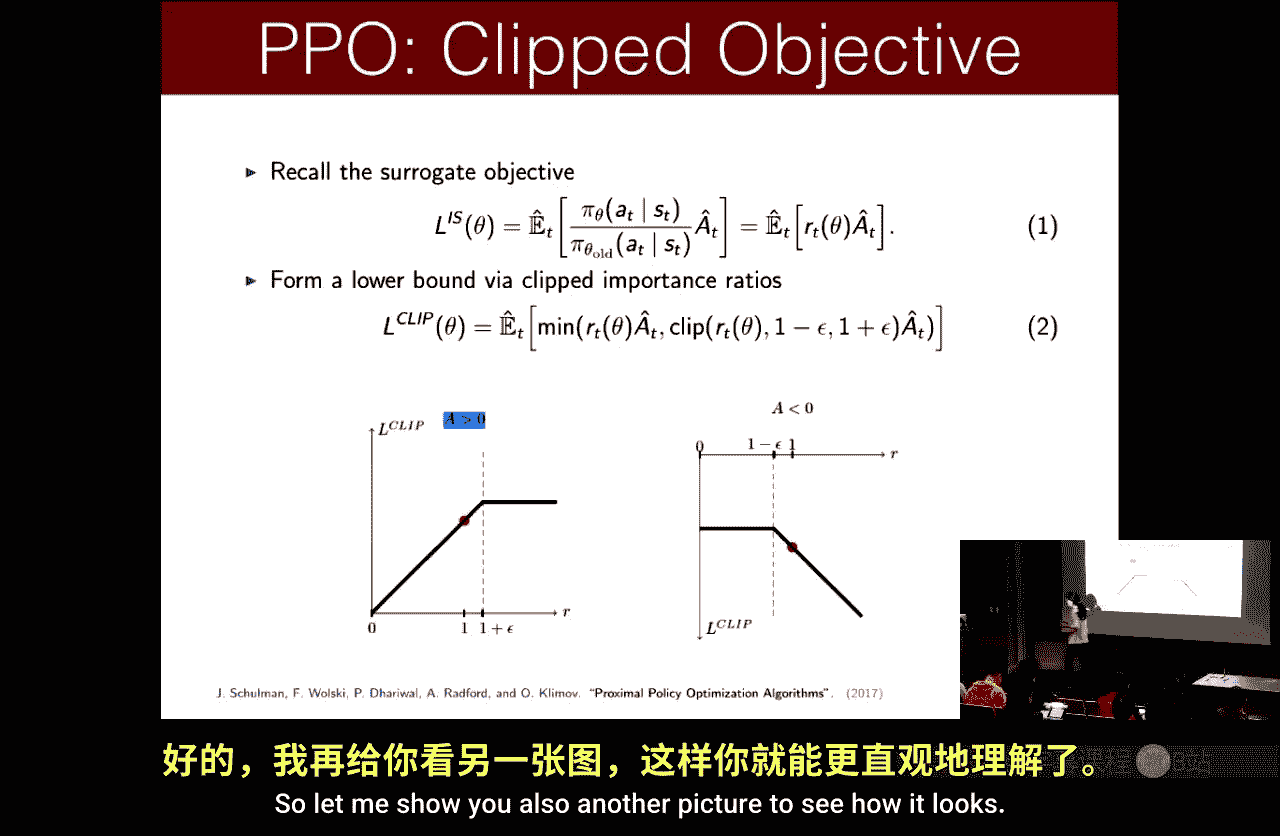 PPO: Clipped Objective
▶ Recall the surrogate objective
L^{IS}(θ) = Ê_t [ π_θ(a_t | s_t) / π_{θ_old}(a_t | s_t) Â_t ] = Ê_t [ r_t(θ) Â_t ]. (1)
▶ Form a lower bound via clipped importance ratios
L^{CLIP}(θ) = Ê_t [ min(r_t(θ) Â_t, clip(r_t(θ), 1 − ϵ, 1 + ϵ) Â_t) ] (2)
A > 0
L^{CLIP}
0 1 1 + ϵ r
A < 0
0 1 − ϵ 1 r
L^{CLIP}
J. Schulman, F. Wolski, P. Dhariwal, A. Radford, and O. Klimov. “Proximal Policy Optimization Algorithms”. (2017)
好的，我再给你看另一张图，这样你就能更直观地理解了。
So let me show you also another picture to see how it looks.